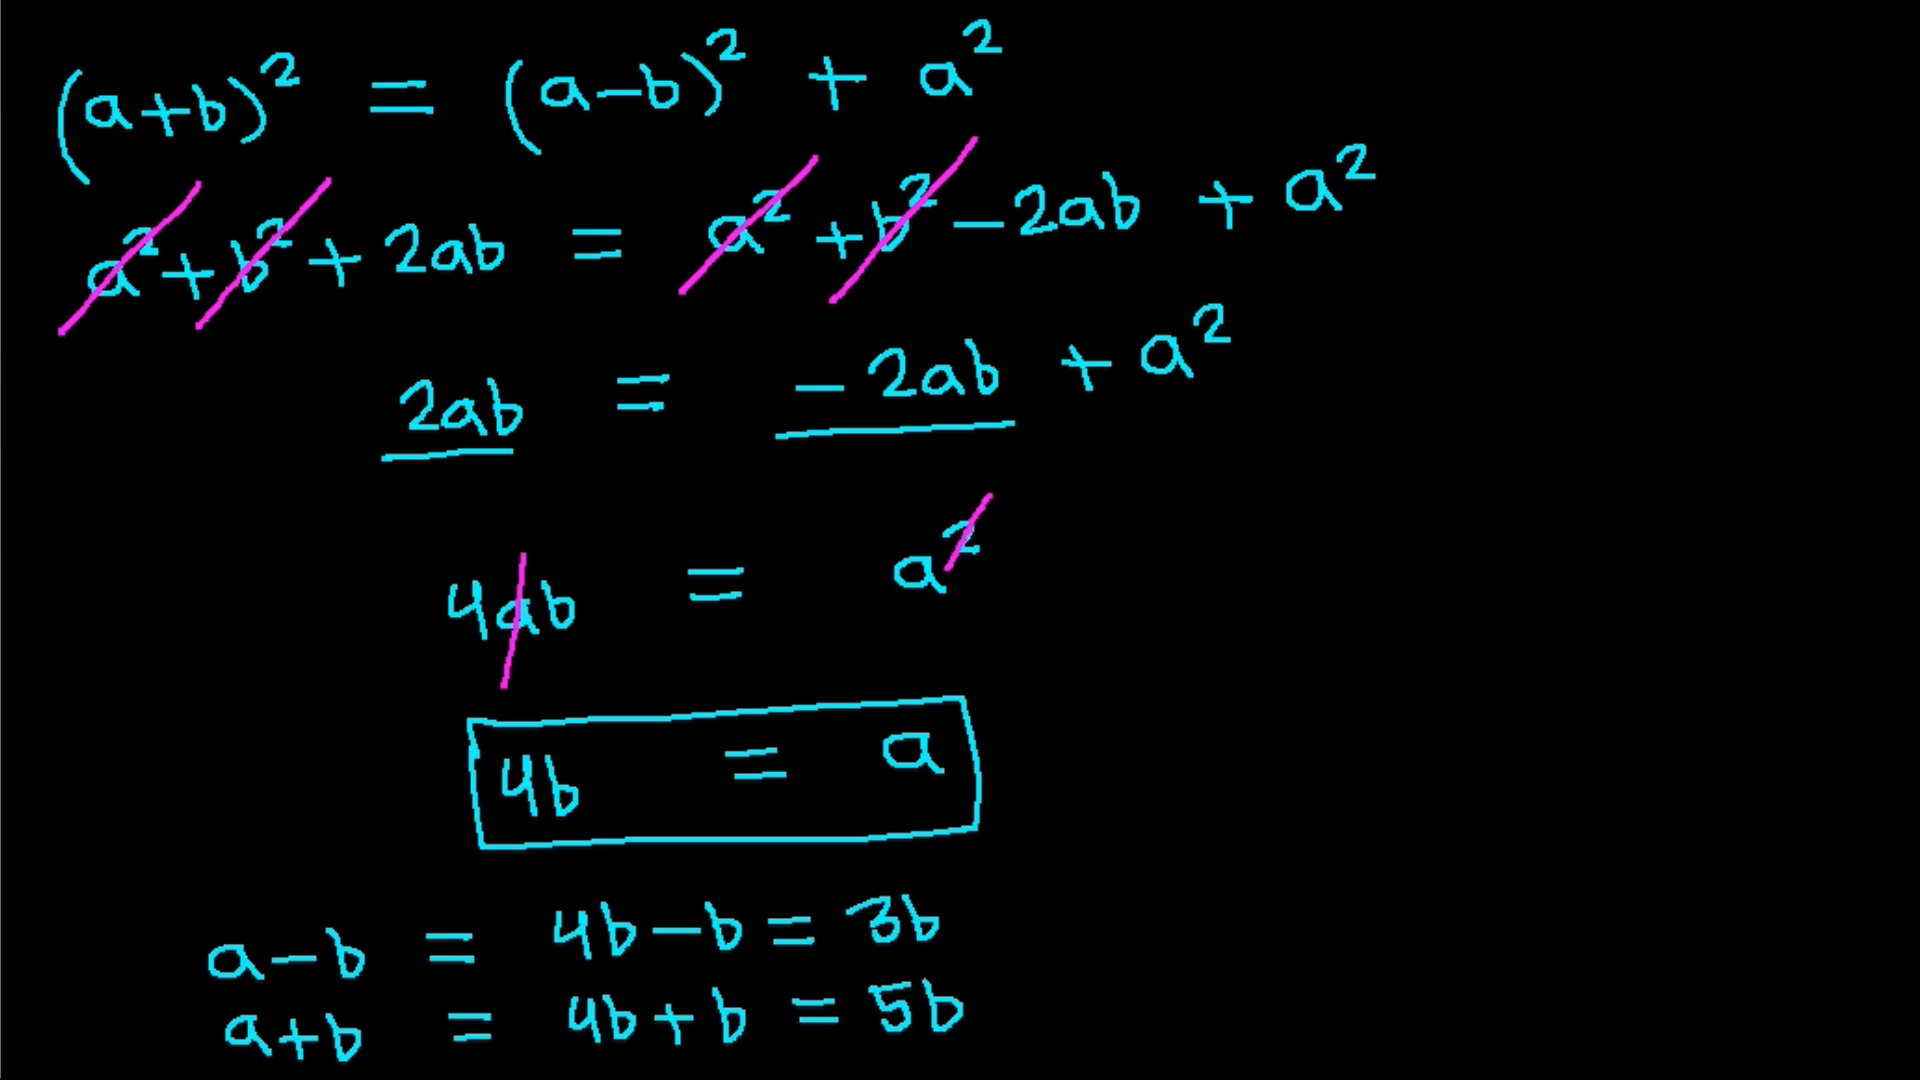 (a+b)² = (a-b)² + a²
a² + b² + 2ab = a² + b² - 2ab + a²
2ab = - 2ab + a²
4ab = a²
4b = a
a - b = 4b - b = 3b
a + b = 4b + b = 5b